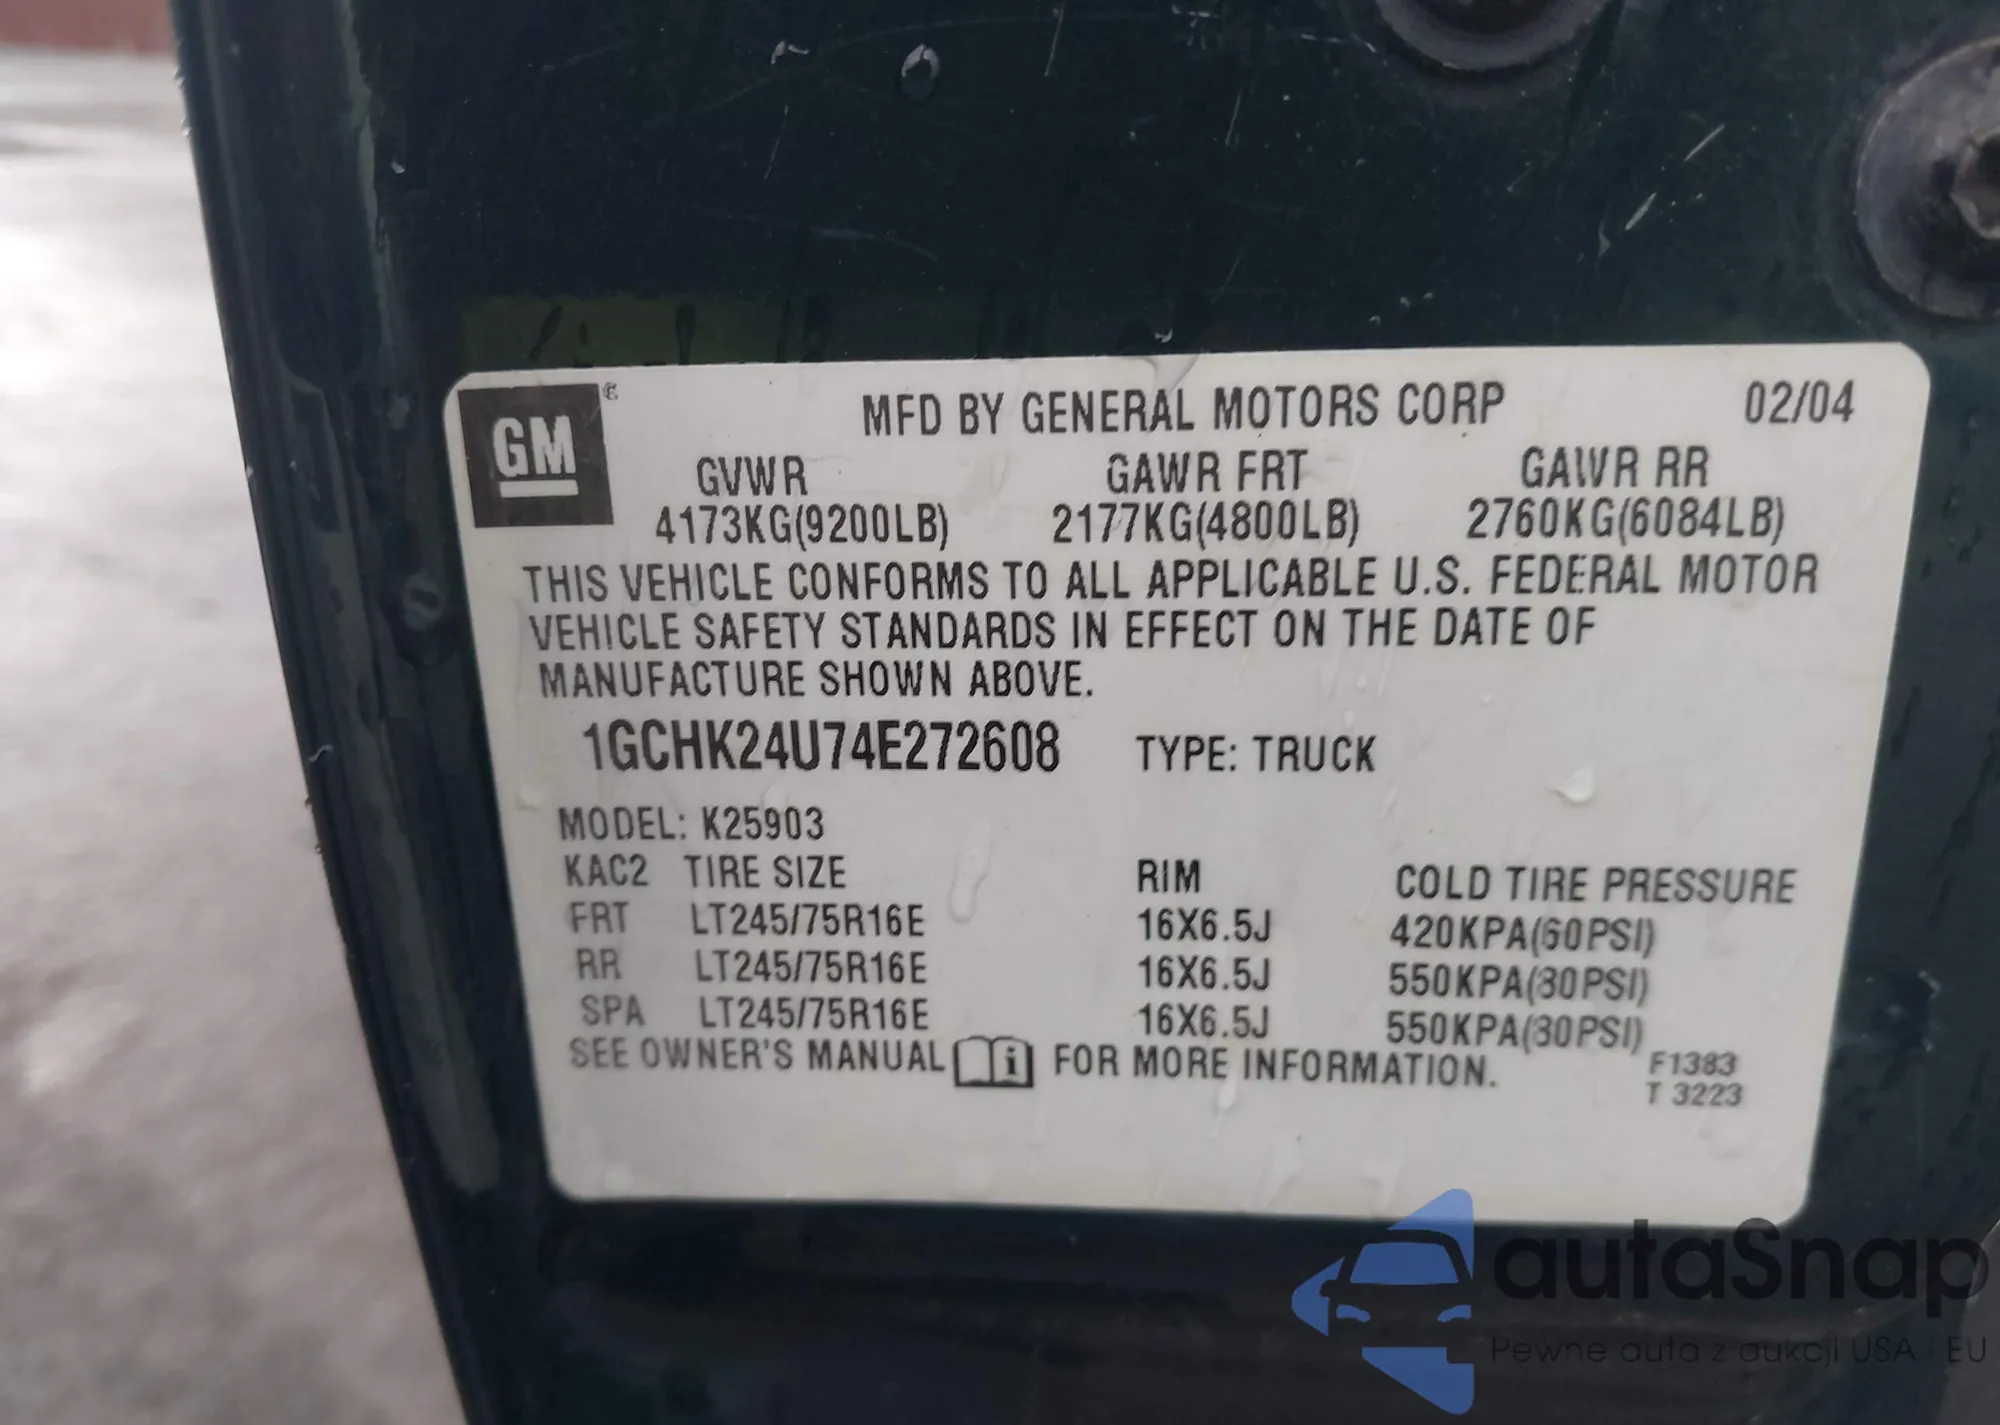 GM
MFD BY GENERAL MOTORS CORP 02/04
GVWR GAWR FRT GAWR RR
4173KG(9200LB) 2177KG(4800LB) 2760KG(6084LB)
THIS VEHICLE CONFORMS TO ALL APPLICABLE U.S. FEDERAL MOTOR
VEHICLE SAFETY STANDARDS IN EFFECT ON THE DATE OF
MANUFACTURE SHOWN ABOVE.
1GCHK24U74E272608 TYPE: TRUCK
MODEL: K25903
KAC2 TIRE SIZE RIM COLD TIRE PRESSURE
FRT LT245/75R16E 16X6.5J 420KPA(60PSI)
RR LT245/75R16E 16X6.5J 550KPA(80PSI)
SPA LT245/75R16E 16X6.5J 550KPA(80PSI)
SEE OWNER'S MANUAL i FOR MORE INFORMATION.
F1383
T 3223
autaSnap
Pewne auta z aukcji USA i EU